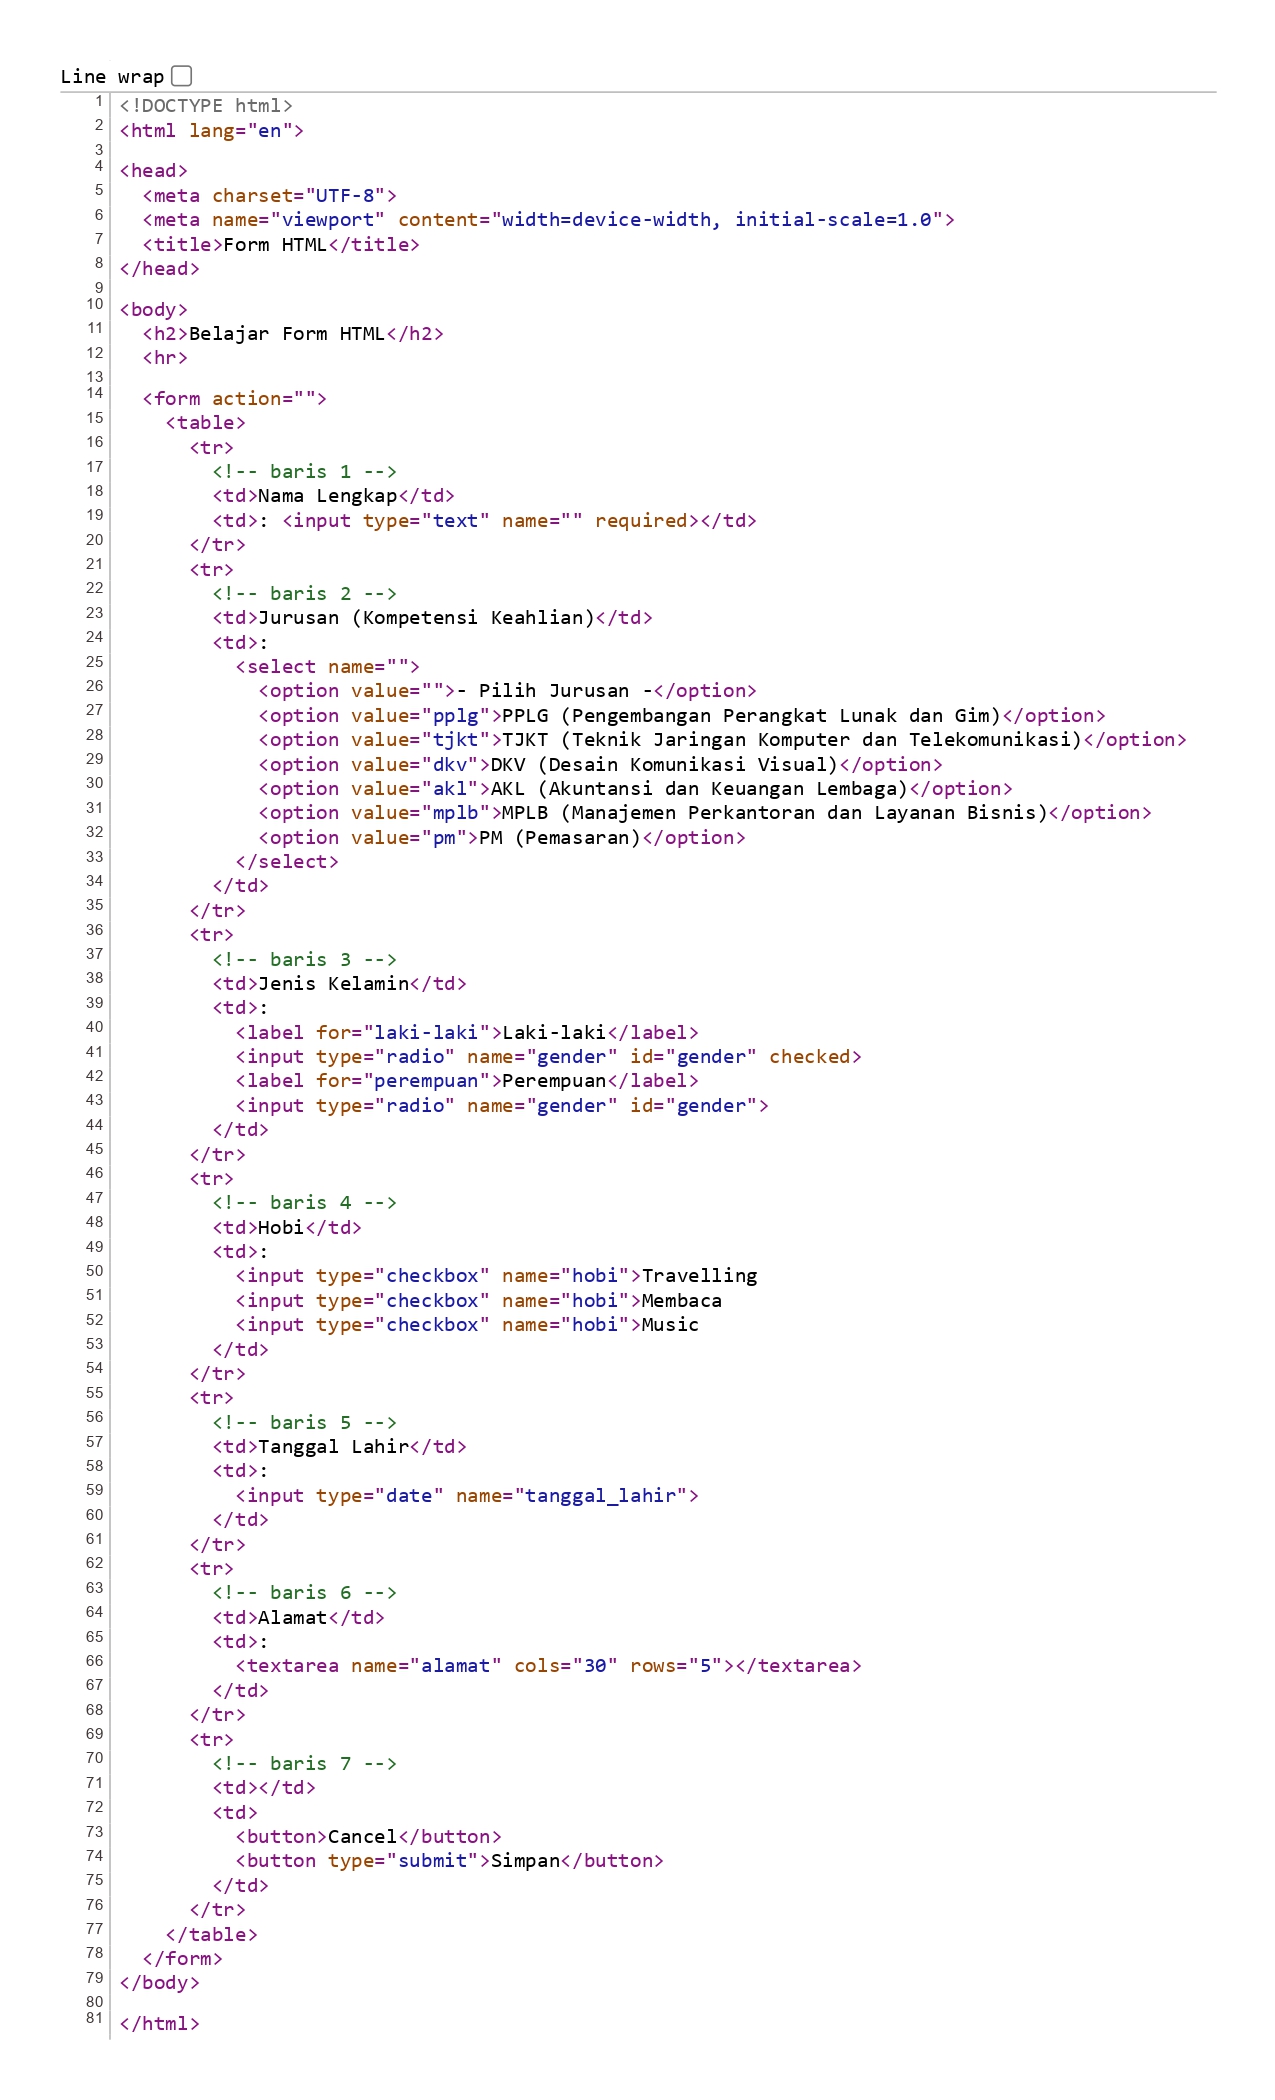 Line wrap
1 <!DOCTYPE html>
2 <html lang="en">
3
4 <head>
5   <meta charset="UTF-8">
6   <meta name="viewport" content="width=device-width, initial-scale=1.0">
7   <title>Form HTML</title>
8 </head>
9
10 <body>
11   <h2>Belajar Form HTML</h2>
12   <hr>
13
14   <form action="">
15     <table>
16       <tr>
17         <!-- baris 1 -->
18         <td>Nama Lengkap</td>
19         <td>: <input type="text" name="" required></td>
20       </tr>
21       <tr>
22         <!-- baris 2 -->
23         <td>Jurusan (Kompetensi Keahlian)</td>
24         <td>:
25           <select name="">
26             <option value="">- Pilih Jurusan -</option>
27             <option value="pplg">PPLG (Pengembangan Perangkat Lunak dan Gim)</option>
28             <option value="tjkt">TJKT (Teknik Jaringan Komputer dan Telekomunikasi)</option>
29             <option value="dkv">DKV (Desain Komunikasi Visual)</option>
30             <option value="akl">AKL (Akuntansi dan Keuangan Lembaga)</option>
31             <option value="mplb">MPLB (Manajemen Perkantoran dan Layanan Bisnis)</option>
32             <option value="pm">PM (Pemasaran)</option>
33           </select>
34         </td>
35       </tr>
36       <tr>
37         <!-- baris 3 -->
38         <td>Jenis Kelamin</td>
39         <td>:
40           <label for="laki-laki">Laki-laki</label>
41           <input type="radio" name="gender" id="gender" checked>
42           <label for="perempuan">Perempuan</label>
43           <input type="radio" name="gender" id="gender">
44         </td>
45       </tr>
46       <tr>
47         <!-- baris 4 -->
48         <td>Hobi</td>
49         <td>:
50           <input type="checkbox" name="hobi">Travelling
51           <input type="checkbox" name="hobi">Membaca
52           <input type="checkbox" name="hobi">Music
53         </td>
54       </tr>
55       <tr>
56         <!-- baris 5 -->
57         <td>Tanggal Lahir</td>
58         <td>:
59           <input type="date" name="tanggal_lahir">
60         </td>
61       </tr>
62       <tr>
63         <!-- baris 6 -->
64         <td>Alamat</td>
65         <td>:
66           <textarea name="alamat" cols="30" rows="5"></textarea>
67         </td>
68       </tr>
69       <tr>
70         <!-- baris 7 -->
71         <td></td>
72         <td>
73           <button>Cancel</button>
74           <button type="submit">Simpan</button>
75         </td>
76       </tr>
77     </table>
78   </form>
79 </body>
80
81 </html>